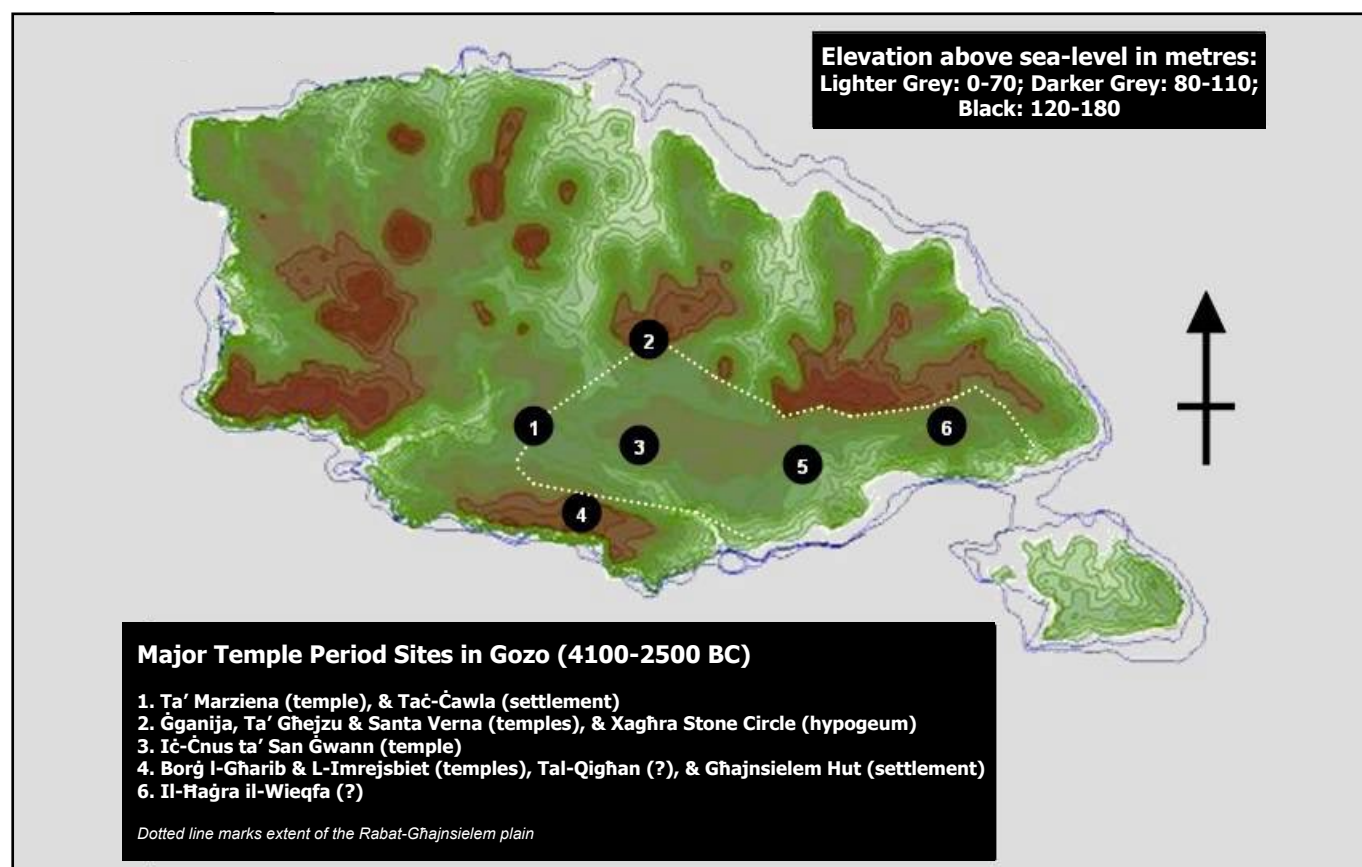 Elevation above sea-level in metres:
Lighter Grey: 0-70; Darker Grey: 80-110;
Black: 120-180
2
1
3
6
5
4
Major Temple Period Sites in Gozo (4100-2500 BC)
1. Ta' Marziena (temple), & Taċ-Ċawla (settlement)
2. Ġganija, Ta' Għejzu & Santa Verna (temples), & Xagħra Stone Circle (hypogeum)
3. Iċ-Ċnus ta' San Ġwann (temple)
4. Borġ l-Għarib & L-Imrejsbiet (temples), Tal-Qigħan (?), & Għajnsielem Hut (settlement)
6. Il-Ħaġra il-Wieqfa (?)
Dotted line marks extent of the Rabat-Għajnsielem plain